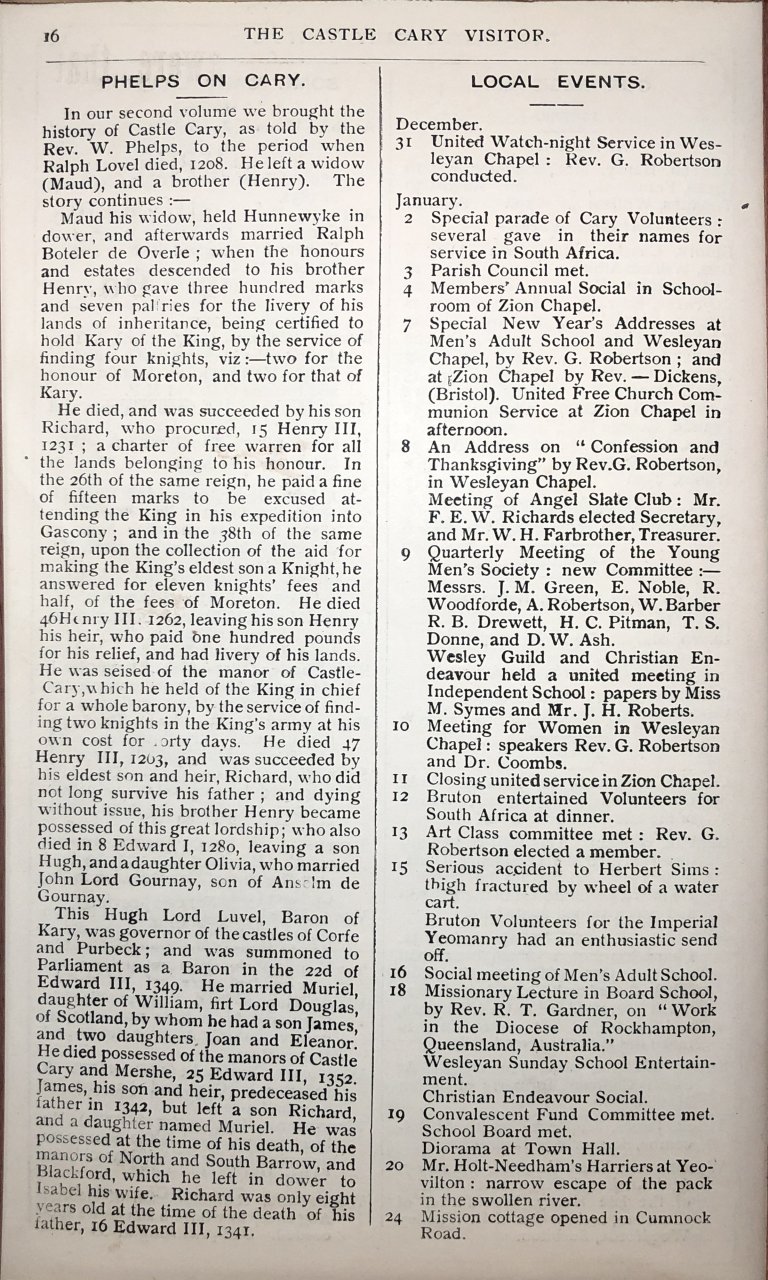 16
THE CASTLE CARY VISITOR.
PHELPS ON CARY.
In our second volume we brought the
history of Castle Cary, as told by the
Rev. W. Phelps, to the period when
Ralph Lovel died, 1208. He left a widow
(Maud), and a brother (Henry). The
story continues :—
Maud his widow, held Hunnewyke in
dower, and afterwards married Ralph
Boteler de Overle ; when the honours
and estates descended to his brother
Henry, who gave three hundred marks
and seven palfries for the livery of his
lands of inheritance, being certified to
hold Kary of the King, by the service of
finding four knights, viz :—two for the
honour of Moreton, and two for that of
Kary.
He died, and was succeeded by his son
Richard, who procured, 15 Henry III,
1231 ; a charter of free warren for all
the lands belonging to his honour. In
the 26th of the same reign, he paid a fine
of fifteen marks to be excused at-
tending the King in his expedition into
Gascony ; and in the 38th of the same
reign, upon the collection of the aid for
making the King's eldest son a Knight, he
answered for eleven knights' fees and
half, of the fees of Moreton. He died
46 Henry III. 1262, leaving his son Henry
his heir, who paid one hundred pounds
for his relief, and had livery of his lands.
He was seised of the manor of Castle-
Cary, which he held of the King in chief
for a whole barony, by the service of find-
ing two knights in the King's army at his
own cost for forty days. He died 47
Henry III, 1263, and was succeeded by
his eldest son and heir, Richard, who did
not long survive his father ; and dying
without issue, his brother Henry became
possessed of this great lordship; who also
died in 8 Edward I, 1280, leaving a son
Hugh, and a daughter Olivia, who married
John Lord Gournay, son of Anselm de
Gournay.
This Hugh Lord Luvel, Baron of
Kary, was governor of the castles of Corfe
and Purbeck; and was summoned to
Parliament as a Baron in the 22d of
Edward III, 1349. He married Muriel,
daughter of William, firt Lord Douglas,
of Scotland, by whom he had a son James,
and two daughters Joan and Eleanor.
He died possessed of the manors of Castle
Cary and Mershe, 25 Edward III, 1352.
James, his son and heir, predeceased his
father in 1342, but left a son Richard,
and a daughter named Muriel. He was
possessed at the time of his death, of the
manors of North and South Barrow, and
Blackford, which he left in dower to
Isabel his wife. Richard was only eight
years old at the time of the death of his
father, 16 Edward III, 1341.
LOCAL EVENTS.
December.
31 United Watch-night Service in Wes-
leyan Chapel : Rev. G. Robertson
conducted.
January.
2 Special parade of Cary Volunteers :
several gave in their names for
service in South Africa.
3 Parish Council met.
4 Members' Annual Social in School-
room of Zion Chapel.
7 Special New Year's Addresses at
Men's Adult School and Wesleyan
Chapel, by Rev. G. Robertson ; and
at Zion Chapel by Rev. — Dickens,
(Bristol). United Free Church Com-
munion Service at Zion Chapel in
afternoon.
8 An Address on " Confession and
Thanksgiving" by Rev.G. Robertson,
in Wesleyan Chapel.
Meeting of Angel Slate Club : Mr.
F. E. W. Richards elected Secretary,
and Mr. W. H. Farbrother, Treasurer.
9 Quarterly Meeting of the Young
Men's Society : new Committee :—
Messrs. J. M. Green, E. Noble, R.
Woodforde, A. Robertson, W. Barber
R. B. Drewett, H. C. Pitman, T. S.
Donne, and D. W. Ash.
Wesley Guild and Christian En-
deavour held a united meeting in
Independent School : papers by Miss
M. Symes and Mr. J. H. Roberts.
10 Meeting for Women in Wesleyan
Chapel : speakers Rev. G. Robertson
and Dr. Coombs.
11 Closing united service in Zion Chapel.
12 Bruton entertained Volunteers for
South Africa at dinner.
13 Art Class committee met : Rev. G.
Robertson elected a member.
15 Serious accident to Herbert Sims :
thigh fractured by wheel of a water
cart.
Bruton Volunteers for the Imperial
Yeomanry had an enthusiastic send
off.
16 Social meeting of Men's Adult School.
18 Missionary Lecture in Board School,
by Rev. R. T. Gardner, on " Work
in the Diocese of Rockhampton,
Queensland, Australia."
Wesleyan Sunday School Entertain-
ment.
Christian Endeavour Social.
19 Convalescent Fund Committee met.
School Board met.
Diorama at Town Hall.
20 Mr. Holt-Needham's Harriers at Yeo-
vilton : narrow escape of the pack
in the swollen river.
24 Mission cottage opened in Cumnock
Road.